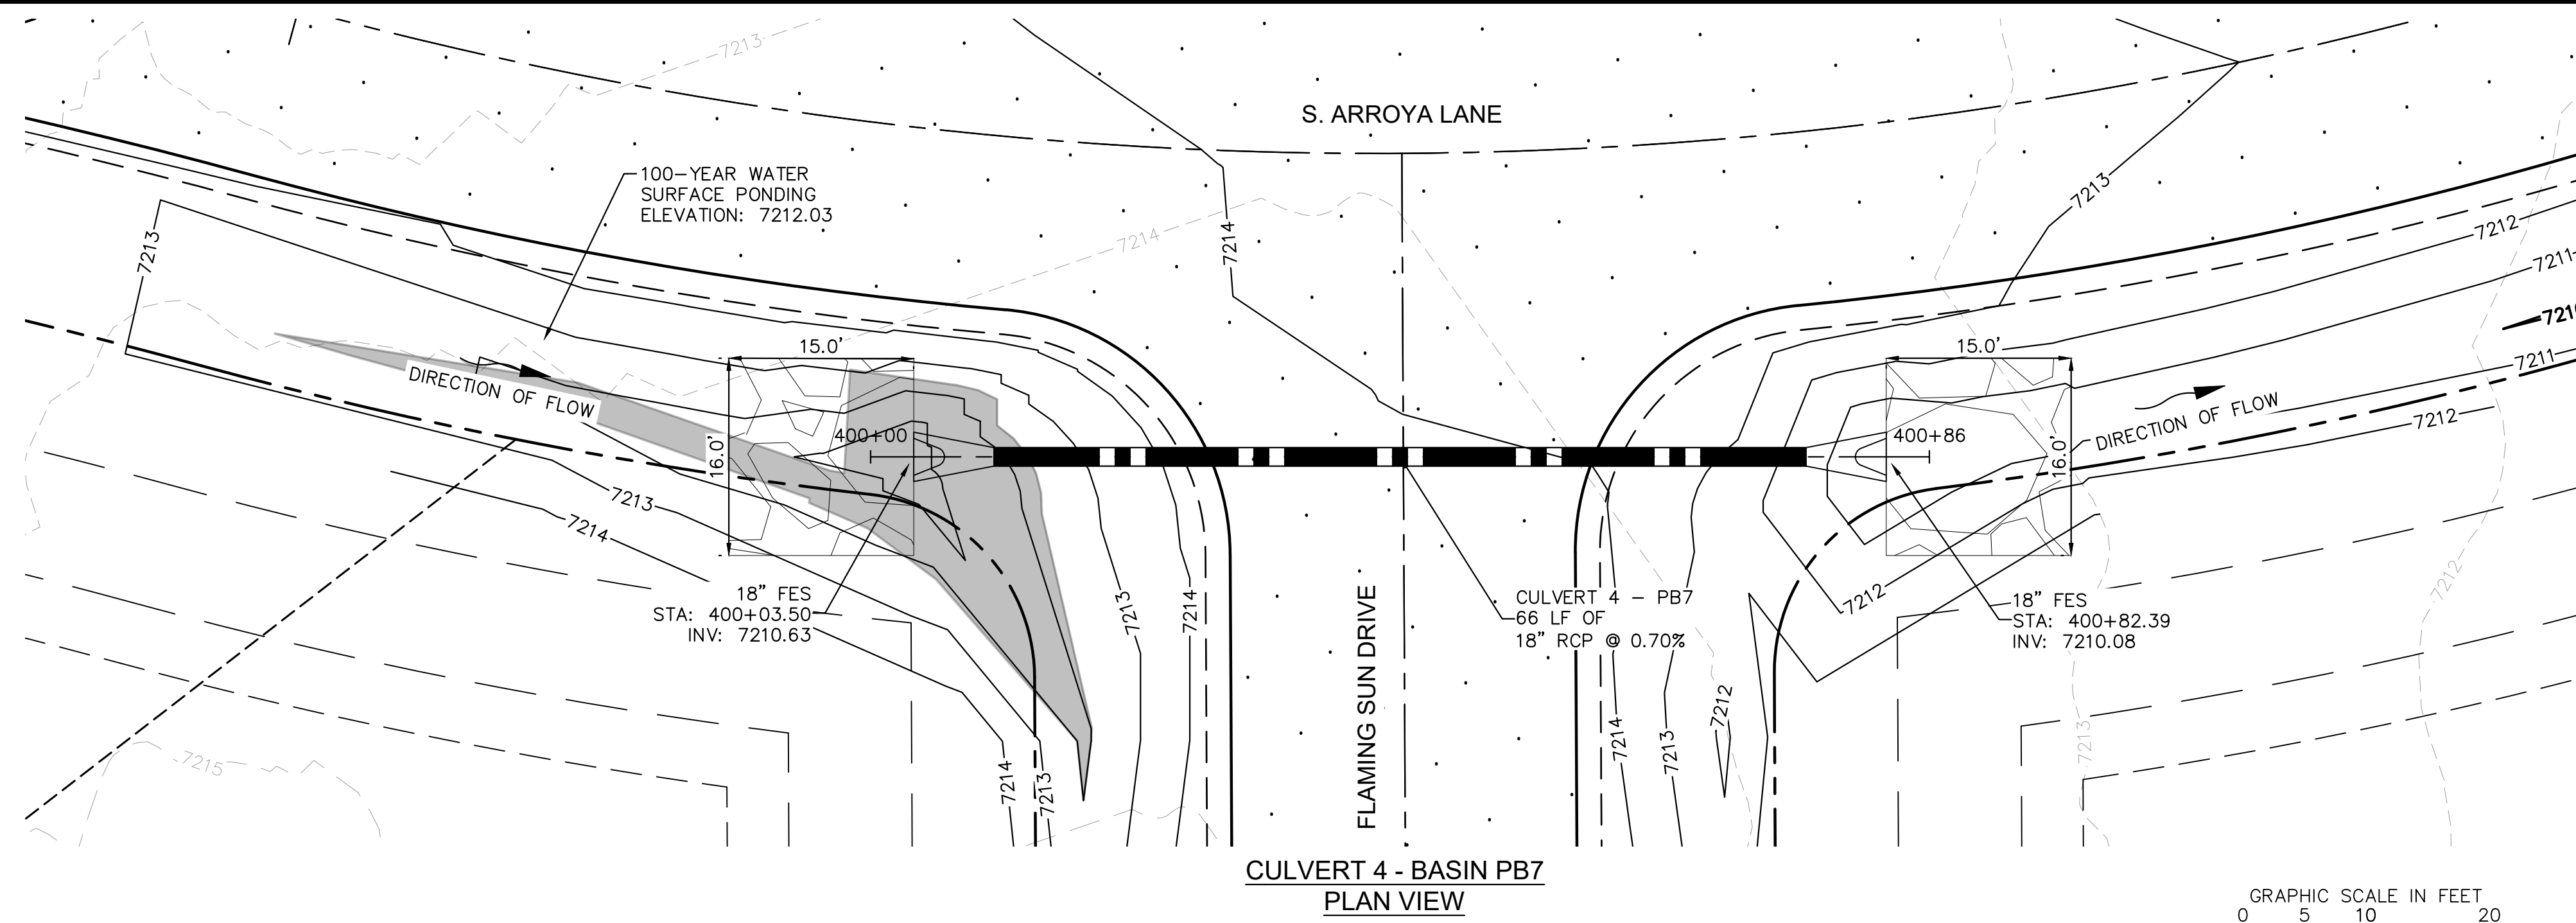 7213
S. ARROYA LANE
100-YEAR WATER
SURFACE PONDING
ELEVATION: 7212.03
7213
7213
7214
7214
7212
7211
7211
15.0'
15.0'
DIRECTION OF FLOW
DIRECTION OF FLOW
7212
400+00
400+86
16.0'
16.0'
7213
7214
18" FES
STA: 400+03.50
INV: 7210.63
7213
7214
FLAMING SUN DRIVE
CULVERT 4 - PB7
66 LF OF
18" RCP @ 0.70%
7212
18" FES
STA: 400+82.39
INV: 7210.08
7212
7215
7214
7213
7214
7213
7212
7213
CULVERT 4 - BASIN PB7
PLAN VIEW
GRAPHIC SCALE IN FEET
0 5 10 20